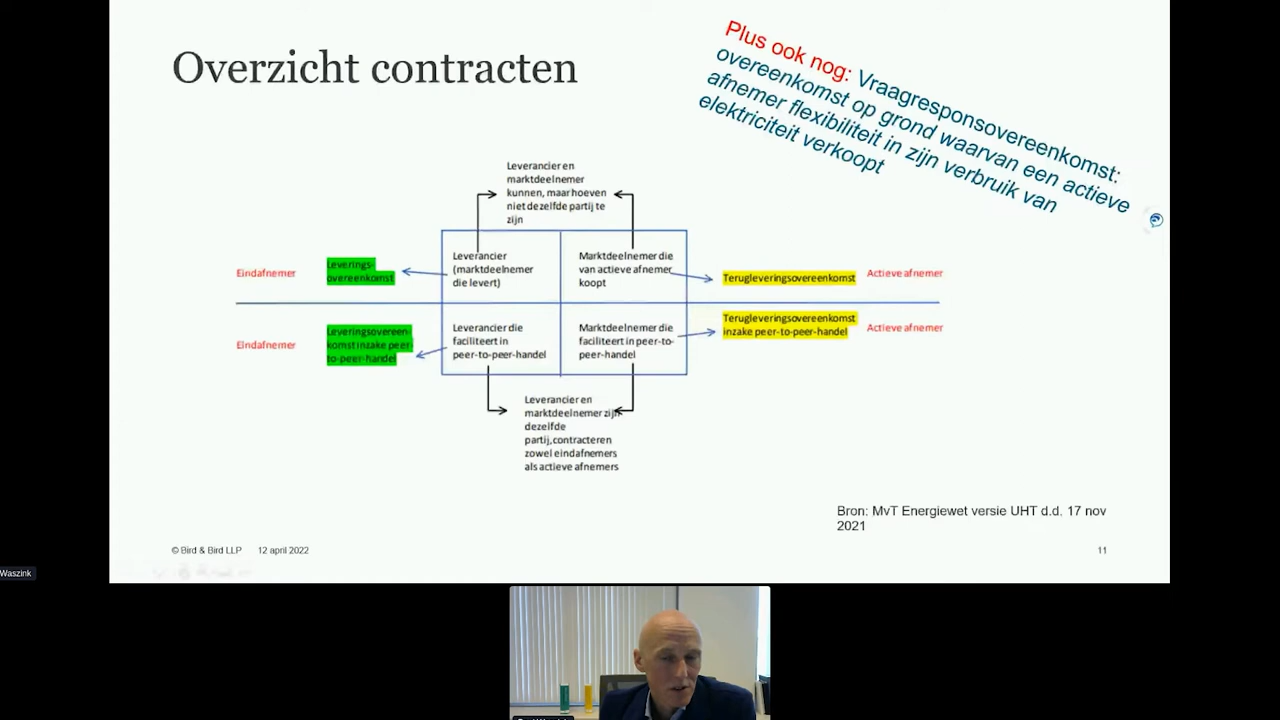 Overzicht contracten
Plus ook nog: Vraagresponsovereenkomst:
overeenkomst op grond waarvan een actieve
afnemer flexibiliteit in zijn verbruik van
elektriciteit verkoopt
Leverancier en
marktdeelnemer
kunnen, maar hoeven
niet dezelfde partij te
zijn
Eindafnemer
Leverings-
overeenkomst
Leverancier
(marktdeelnemer
die levert)
Marktdeelnemer die
van actieve afnemer
koopt
Terugleveringsovereenkomst
Actieve afnemer
Eindafnemer
Leveringsovereen-
komst inzake peer-
to-peer-handel
Leverancier die
faciliteert in
peer-to-peer-handel
Marktdeelnemer die
faciliteert in peer-to-
peer-handel
Terugleveringsovereenkomst
inzake peer-to-peer-handel
Actieve afnemer
Leverancier en
marktdeelnemer zijn
dezelfde
partij,contracteren
zowel eindafnemers
als actieve afnemers
Bron: MvT Energiewet versie UHT d.d. 17 nov
2021
© Bird & Bird LLP 12 april 2022
11
Waszink